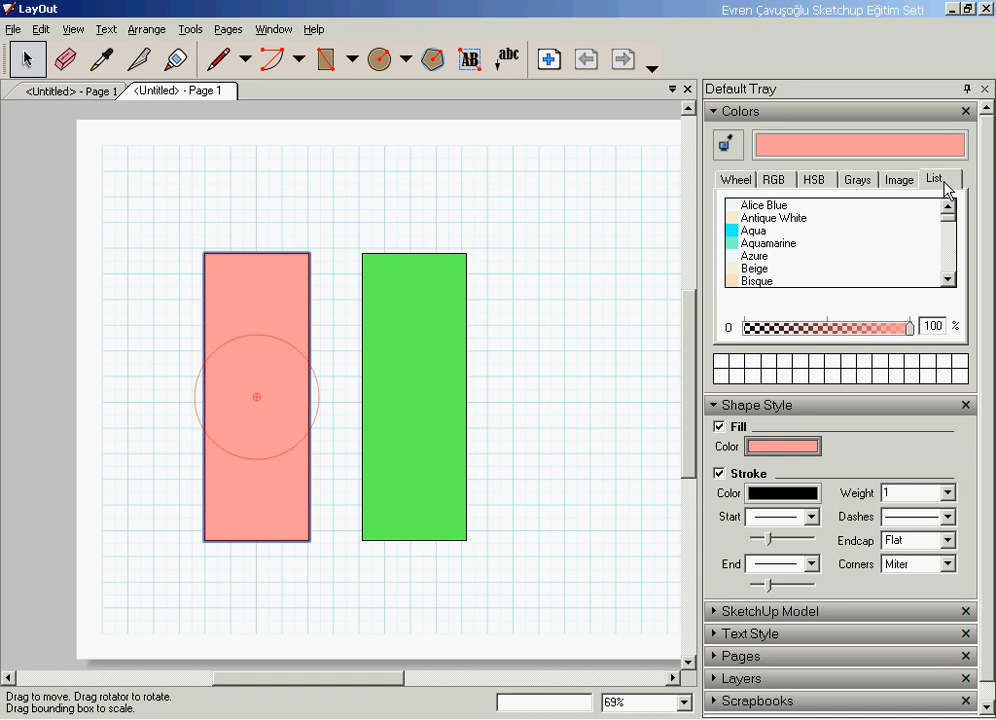 LayOut
Evren Çavuşoğlu Sketchup Eğitim Seti
File Edit View Text Arrange Tools Pages Window Help
AB
abc
<Untitled> - Page 1
<Untitled> - Page 1
Default Tray
Colors
Wheel RGB HSB Grays Image List
Alice Blue
Antique White
Aqua
Aquamarine
Azure
Beige
Bisque
0 100 %
Shape Style
Fill
Color
Stroke
Color Weight 1
Start Dashes
Endcap Flat
End Corners Miter
SketchUp Model
Text Style
Pages
Layers
Scrapbooks
Drag to move. Drag rotator to rotate.
Drag bounding box to scale.
69%